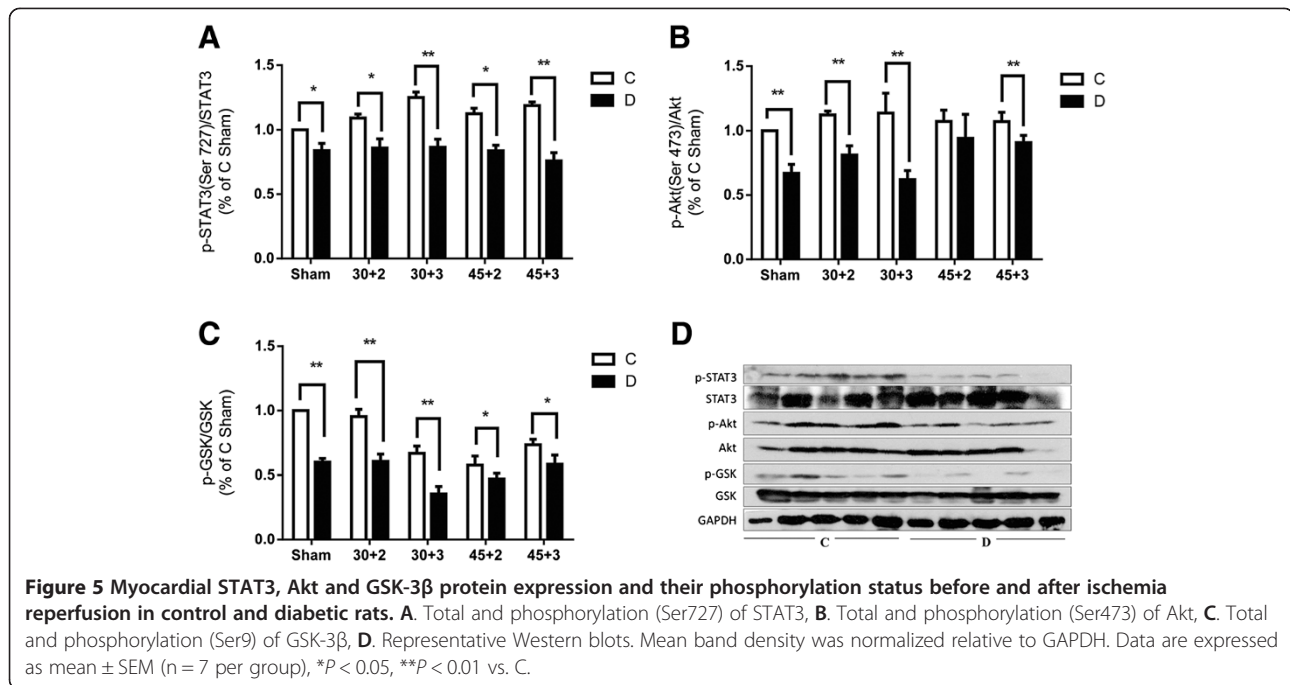 A
1.5
1.0
0.5
0.0
p-STAT3(Ser 727)/STAT3
(% of C Sham)
*
*
**
*
**
C
D
Sham 30+2 30+3 45+2 45+3
B
1.5
1.0
0.5
0.0
p-Akt(Ser 473)/Akt
(% of C Sham)
**
**
**
**
C
D
Sham 30+2 30+3 45+2 45+3
C
1.5
1.0
0.5
0.0
p-GSK/GSK
(% of C Sham)
**
**
**
*
*
C
D
Sham 30+2 30+3 45+2 45+3
D
p-STAT3
STAT3
p-Akt
Akt
p-GSK
GSK
GAPDH
C D
Figure 5 Myocardial STAT3, Akt and GSK-3β protein expression and their phosphorylation status before and after ischemia
reperfusion in control and diabetic rats. A. Total and phosphorylation (Ser727) of STAT3, B. Total and phosphorylation (Ser473) of Akt, C. Total
and phosphorylation (Ser9) of GSK-3β, D. Representative Western blots. Mean band density was normalized relative to GAPDH. Data are expressed
as mean ± SEM (n = 7 per group), *P < 0.05, **P < 0.01 vs. C.